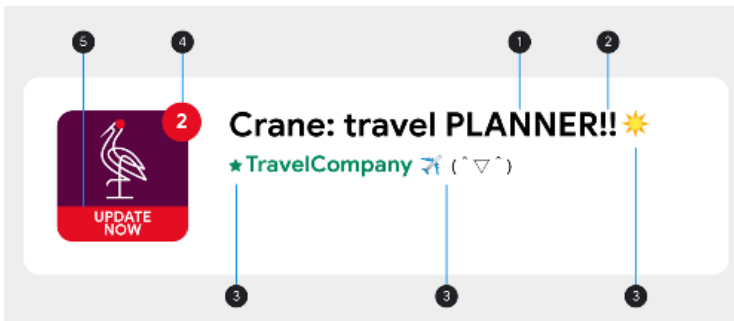 5 4 1 2
2
Crane: travel PLANNER!!☀️
★TravelCompany ✈️ (ˆ▽ˆ)
UPDATE
NOW
3 3 3